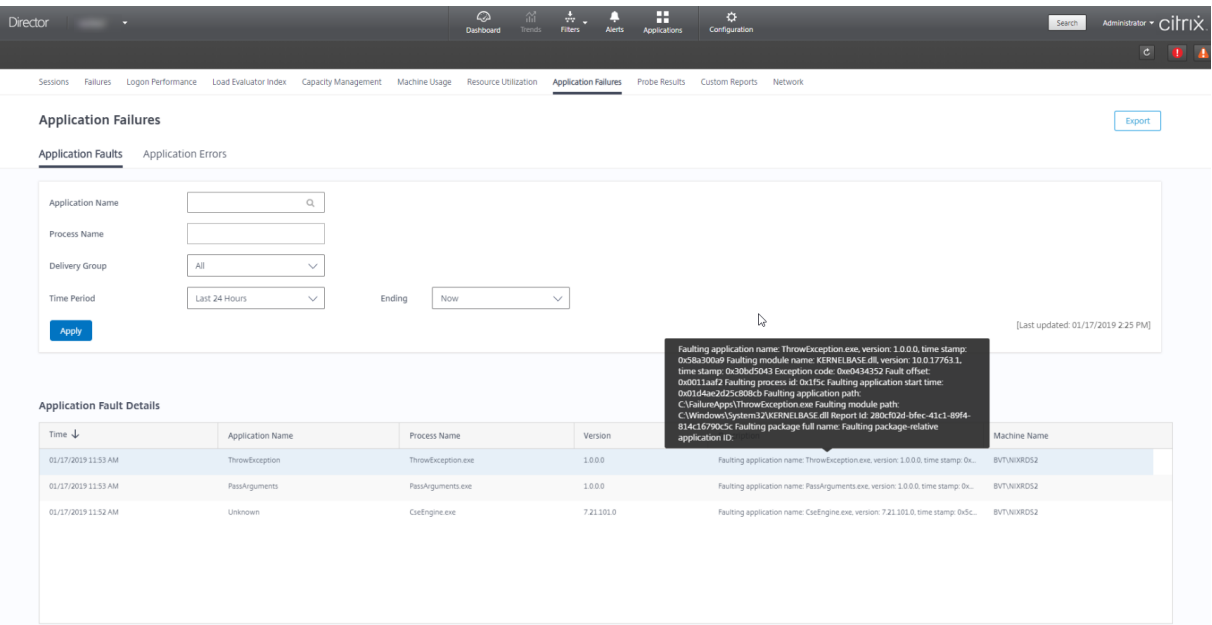 Director
Dashboard Trends Filters Alerts Applications Configuration
Search Administrator citrix
Sessions Failures Logon Performance Load Evaluator Index Capacity Management Machine Usage Resource Utilization Application Failures Probe Results Custom Reports Network
Application Failures
Export
Application Faults Application Errors
Application Name
Process Name
Delivery Group All
Time Period Last 24 Hours Ending Now
Apply
[Last updated: 01/17/2019 2:25 PM]
Faulting application name: ThrowException.exe, version: 1.0.0.0, time stamp:
0x58a300a9 Faulting module name: KERNELBASE.dll, version: 10.0.17763.1,
time stamp: 0x30bd5043 Exception code: 0xe0434352 Fault offset:
0x0011aaf2 Faulting process id: 0x1f5c Faulting application start time:
0x01d4ae2d25c808cb Faulting application path:
C:\FailureApps\ThrowException.exe Faulting module path:
C:\Windows\System32\KERNELBASE.dll Report Id: 280cf02d-bfec-41c1-89f4-
814c16790c5c Faulting package full name: Faulting package-relative
application ID:
Application Fault Details
Time Application Name Process Name Version Machine Name
01/17/2019 11:53 AM ThrowException ThrowException.exe 1.0.0.0 Faulting application name: ThrowException.exe, version: 1.0.0.0, time stamp: 0x... BVT\NIXRDS2
01/17/2019 11:53 AM PassArguments PassArguments.exe 1.0.0.0 Faulting application name: PassArguments.exe, version: 1.0.0.0, time stamp: 0x... BVT\NIXRDS2
01/17/2019 11:52 AM Unknown CseEngine.exe 7.21.101.0 Faulting application name: CseEngine.exe, version: 7.21.101.0, time stamp: 0x5c... BVT\NIXRDS2